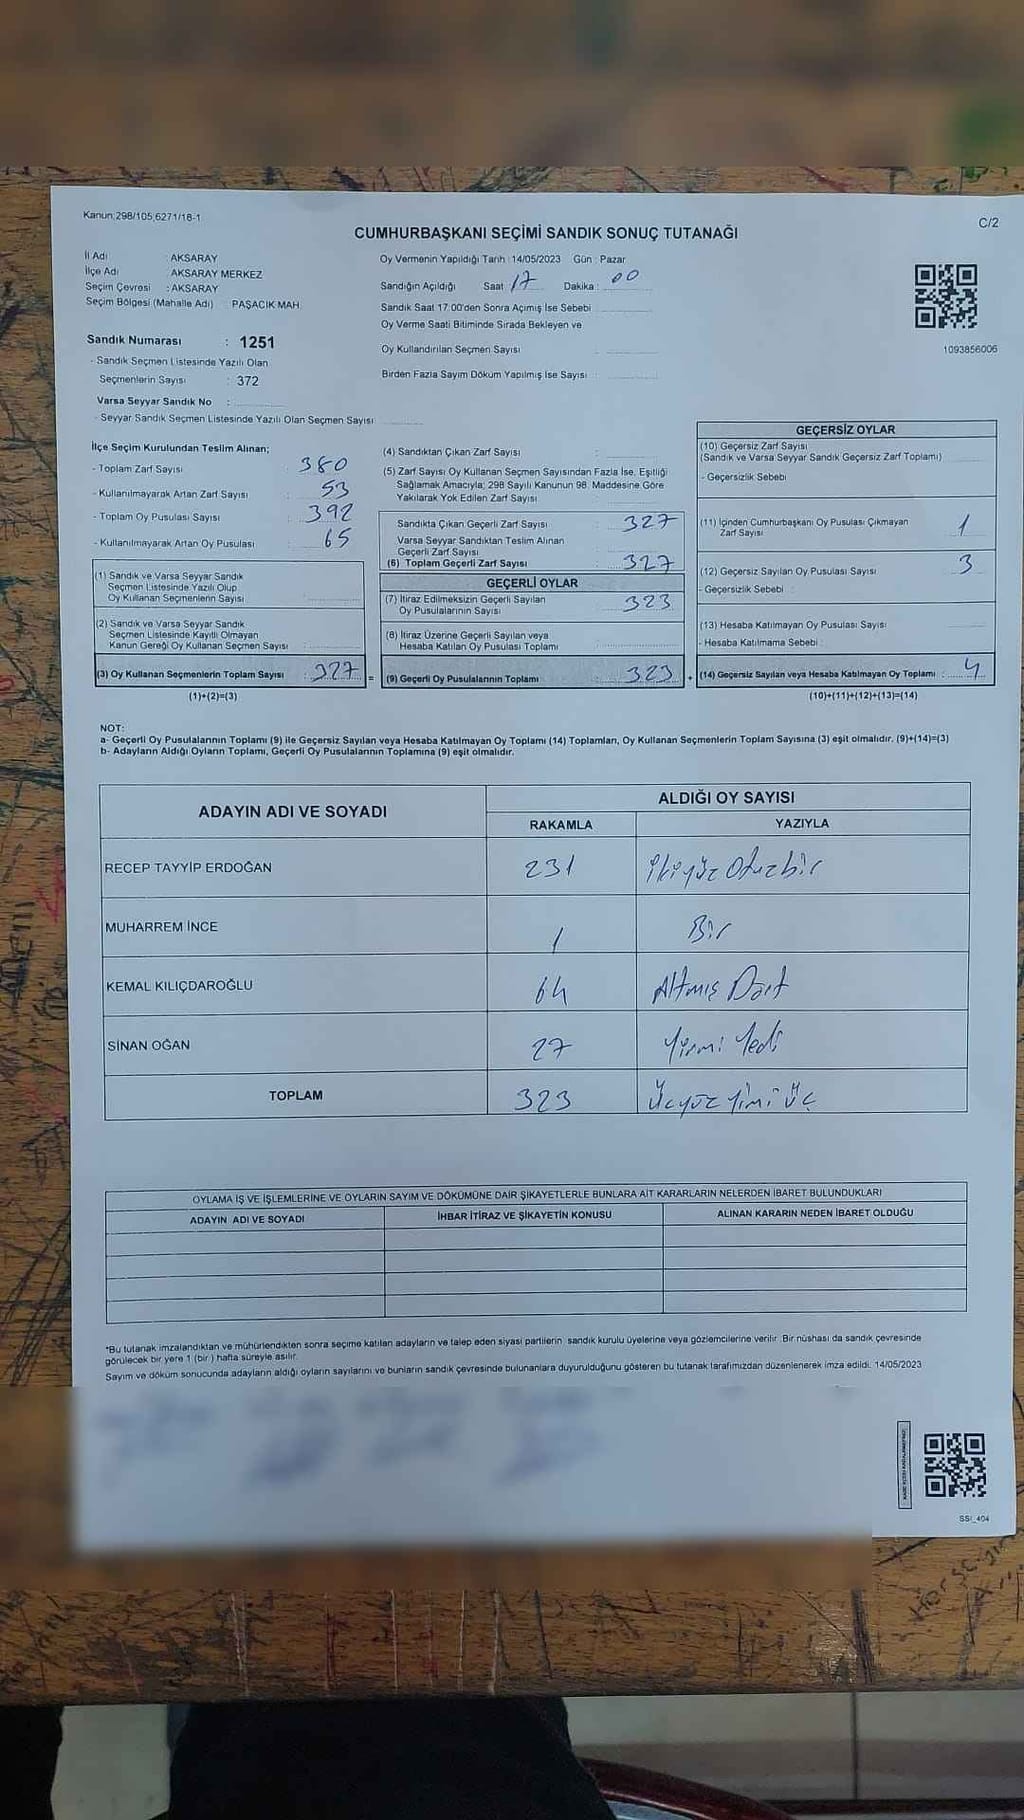 Kanun;298/105;6271/18-1
C/2
CUMHURBAŞKANI SEÇİMİ SANDIK SONUÇ TUTANAĞI
İl Adı : AKSARAY
İlçe Adı : AKSARAY MERKEZ
Seçim Çevresi : AKSARAY
Seçim Bölgesi (Mahalle Adı) : PAŞACIK MAH.
Oy Vermenin Yapıldığı Tarih :14/05/2023 Gün : Pazar
Sandığın Açıldığı Saat : 17 Dakika : 00
Sandık Saat 17.00'den Sonra Açımış İse Sebebi :
Oy Verme Saati Bitiminde Sırada Bekleyen ve
Oy Kullandırılan Seçmen Sayısı :
Birden Fazla Sayım Döküm Yapılmış İse Sayısı :
1093856006
Sandık Numarası : 1251
- Sandık Seçmen Listesinde Yazılı Olan
Seçmenlerin Sayısı : 372
Varsa Seyyar Sandık No :
- Seyyar Sandık Seçmen Listesinde Yazılı Olan Seçmen Sayısı :
İlçe Seçim Kurulundan Teslim Alınan;
- Toplam Zarf Sayısı : 380
- Kullanılmayarak Artan Zarf Sayısı : 53
- Toplam Oy Pusulası Sayısı : 392
- Kullanılmayarak Artan Oy Pusulası : 65
(1) Sandık ve Varsa Seyyar Sandık
Seçmen Listesinde Yazılı Olup
Oy Kullanan Seçmenlerin Sayısı :
(2) Sandık ve Varsa Seyyar Sandık
Seçmen Listesinde Kayıtlı Olmayan
Kanun Gereği Oy Kullanan Seçmen Sayısı :
(3) Oy Kullanan Seçmenlerin Toplam Sayısı : 327
(1)+(2)=(3)
(4) Sandıktan Çıkan Zarf Sayısı :
(5) Zarf Sayısı Oy Kullanan Seçmen Sayısından Fazla İse, Eşitliği
Sağlamak Amacıyla; 298 Sayılı Kanunun 98. Maddesine Göre
Yakılarak Yok Edilen Zarf Sayısı :
Sandıkta Çıkan Geçerli Zarf Sayısı : 327
Varsa Seyyar Sandıktan Teslim Alınan
Geçerli Zarf Sayısı :
(6) Toplam Geçerli Zarf Sayısı : 327
GEÇERLİ OYLAR
(7) İtiraz Edilmeksizin Geçerli Sayılan
Oy Pusulalarının Sayısı : 323
(8) İtiraz Üzerine Geçerli Sayılan veya
Hesaba Katılan Oy Pusulası Toplamı :
= (9) Geçerli Oy Pusulalarının Toplamı : 323 +
GEÇERSİZ OYLAR
(10) Geçersiz Zarf Sayısı
(Sandık ve Varsa Seyyar Sandık Geçersiz Zarf Toplamı) :
- Geçersizlik Sebebi :
(11) İçinden Cumhurbaşkanı Oy Pusulası Çıkmayan
Zarf Sayısı : 1
(12) Geçersiz Sayılan Oy Pusulası Sayısı : 3
- Geçersizlik Sebebi :
(13) Hesaba Katılmayan Oy Pusulası Sayısı :
- Hesaba Katılmama Sebebi :
(14) Geçersiz Sayılan veya Hesaba Katılmayan Oy Toplamı : 4
(10)+(11)+(12)+(13)=(14)
NOT:
a- Geçerli Oy Pusulalarının Toplamı (9) ile Geçersiz Sayılan veya Hesaba Katılmayan Oy Toplamı (14) Toplamları, Oy Kullanan Seçmenlerin Toplam Sayısına (3) eşit olmalıdır. (9)+(14)=(3)
b- Adayların Aldığı Oyların Toplamı, Geçerli Oy Pusulalarının Toplamına (9) eşit olmalıdır.
ADAYIN ADI VE SOYADI ALDIĞI OY SAYISI
RAKAMLA YAZIYLA
RECEP TAYYİP ERDOĞAN 231 ikiyüz Otuzbir
MUHARREM İNCE 1 Bir
KEMAL KILIÇDAROĞLU 64 Altmış Dört
SİNAN OĞAN 27 Yirmi Yedi
TOPLAM 323 Üçyüz Yimi Üç
OYLAMA İŞ VE İŞLEMLERİNE VE OYLARIN SAYIM VE DÖKÜMÜNE DAİR ŞİKAYETLERLE BUNLARA AİT KARARLARIN NELERDEN İBARET BULUNDUKLARI
ADAYIN ADI VE SOYADI İHBAR İTİRAZ VE ŞİKAYETİN KONUSU ALINAN KARARIN NEDEN İBARET OLDUĞU
*Bu tutanak imzalandıktan ve mühürlendikten sonra seçime katılan adayların ve talep eden siyasi partilerin sandık kurulu üyelerine veya gözlemcilerine verilir. Bir nüshası da sandık çevresinde
görülecek bir yere 1 (bir ) hafta süreyle asılır.
Sayım ve döküm sonucunda adayların aldığı oyların sayılarını ve bunların sandık çevresinde bulunanlara duyurulduğunu gösteren bu tutanak tarafımızdan düzenlenerek imza edildi. 14/05/2023
SSI_404